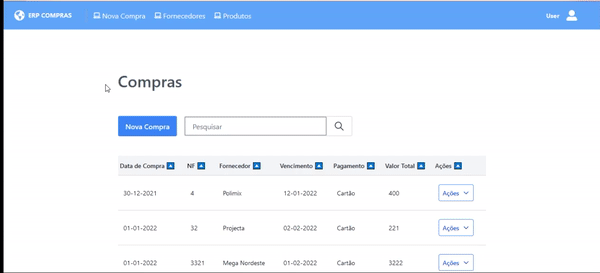 ERP COMPRAS Nova Compra Fornecedores Produtos User
Compras
Nova Compra Pesquisar
Data de Compra NF Fornecedor Vencimento Pagamento Valor Total Ações
30-12-2021 4 Polimix 12-01-2022 Cartão 400 Ações
01-01-2022 32 Projecta 02-02-2022 Cartão 221 Ações
01-01-2022 3321 Mega Nordeste 01-02-2022 Cartão 3222 Ações